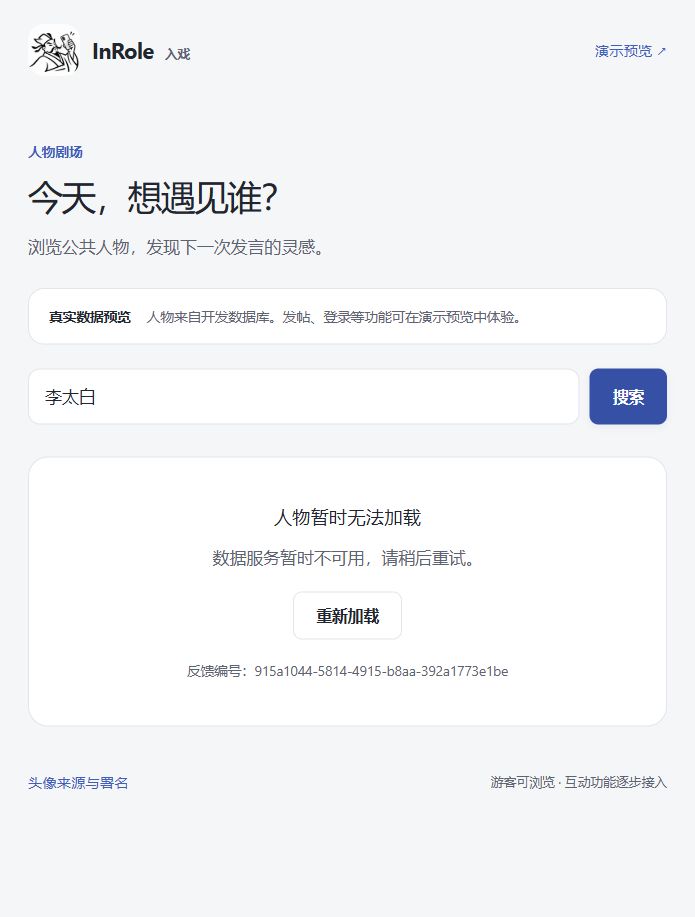 InRole 入戏
演示预览 ↗
人物剧场
今天，想遇见谁？
浏览公共人物，发现下一次发言的灵感。
真实数据预览 人物来自开发数据库。发帖、登录等功能可在演示预览中体验。
李太白
搜索
人物暂时无法加载
数据服务暂时不可用，请稍后重试。
重新加载
反馈编号：915a1044-5814-4915-b8aa-392a1773e1be
头像来源与署名
游客可浏览 · 互动功能逐步接入